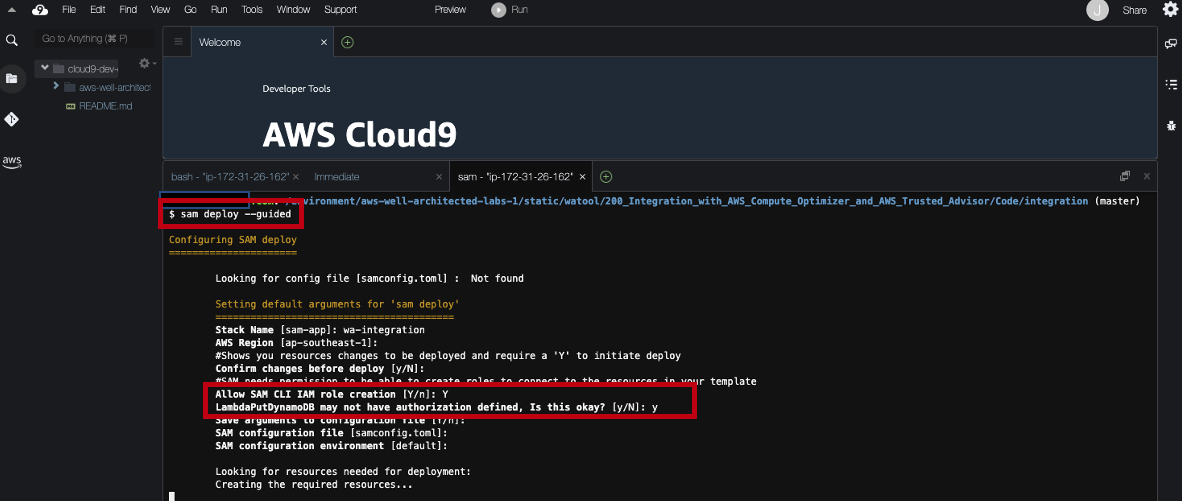 File Edit Find View Go Run Tools Window Support Preview Run J Share
Go to Anything (⌘ P)
Welcome
cloud9-dev-
aws-well-architect
README.md
aws
Developer Tools
AWS Cloud9
bash - "ip-172-31-26-162" Immediate sam - "ip-172-31-26-162"
/environment/aws-well-architected-labs-1/static/watool/200_Integration_with_AWS_Compute_Optimizer_and_AWS_Trusted_Advisor/Code/integration (master)
$ sam deploy --guided
Configuring SAM deploy
======================
Looking for config file [samconfig.toml] : Not found
Setting default arguments for 'sam deploy'
=========================================
Stack Name [sam-app]: wa-integration
AWS Region [ap-southeast-1]:
#Shows you resources changes to be deployed and require a 'Y' to initiate deploy
Confirm changes before deploy [y/N]:
#SAM needs permission to be able to create roles to connect to the resources in your template
Allow SAM CLI IAM role creation [Y/n]: Y
LambdaPutDynamoDB may not have authorization defined, Is this okay? [y/N]: y
Save arguments to configuration file [Y/n]:
SAM configuration file [samconfig.toml]:
SAM configuration environment [default]:
Looking for resources needed for deployment:
Creating the required resources...